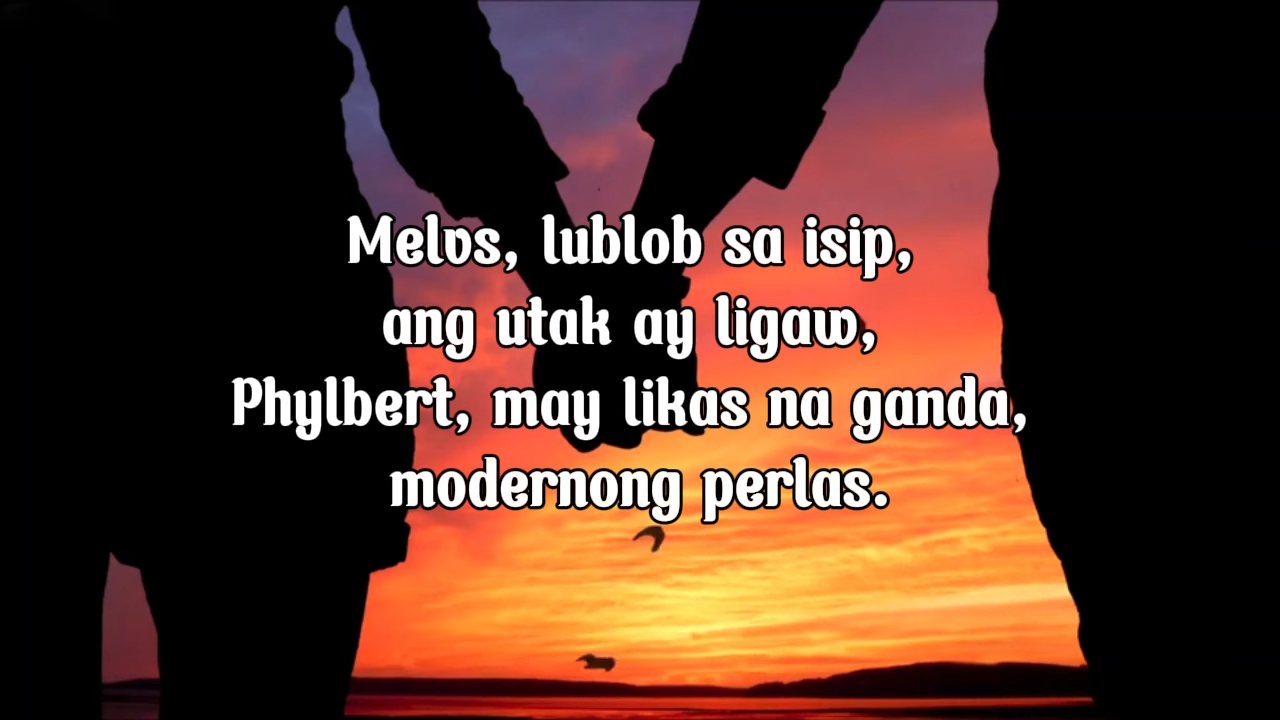 Melvs, lublob sa isip,
ang utak ay ligaw,
Phylbert, may likas na ganda,
modernong perlas.